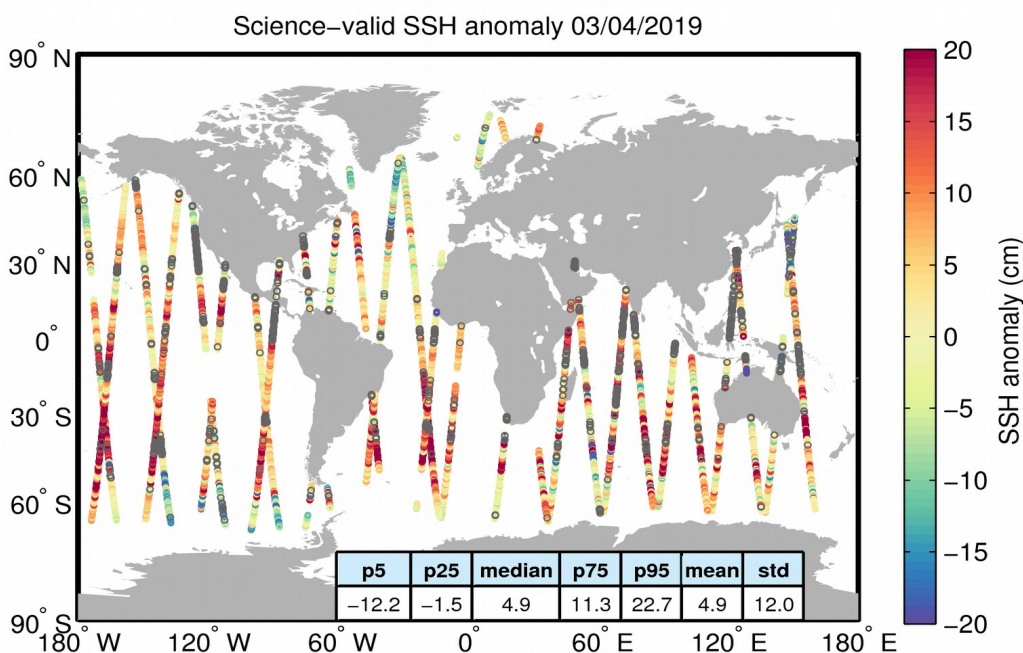 Science−valid SSH anomaly 03/04/2019
90° N
60° N
30° N
0°
30° S
60° S
90° S
180° W
120° W
60° W
0°
60° E
120° E
180° E
p5 p25 median p75 p95 mean std
−12.2 −1.5 4.9 11.3 22.7 4.9 12.0
20
15
10
5
0
−5
−10
−15
−20
SSH anomaly (cm)